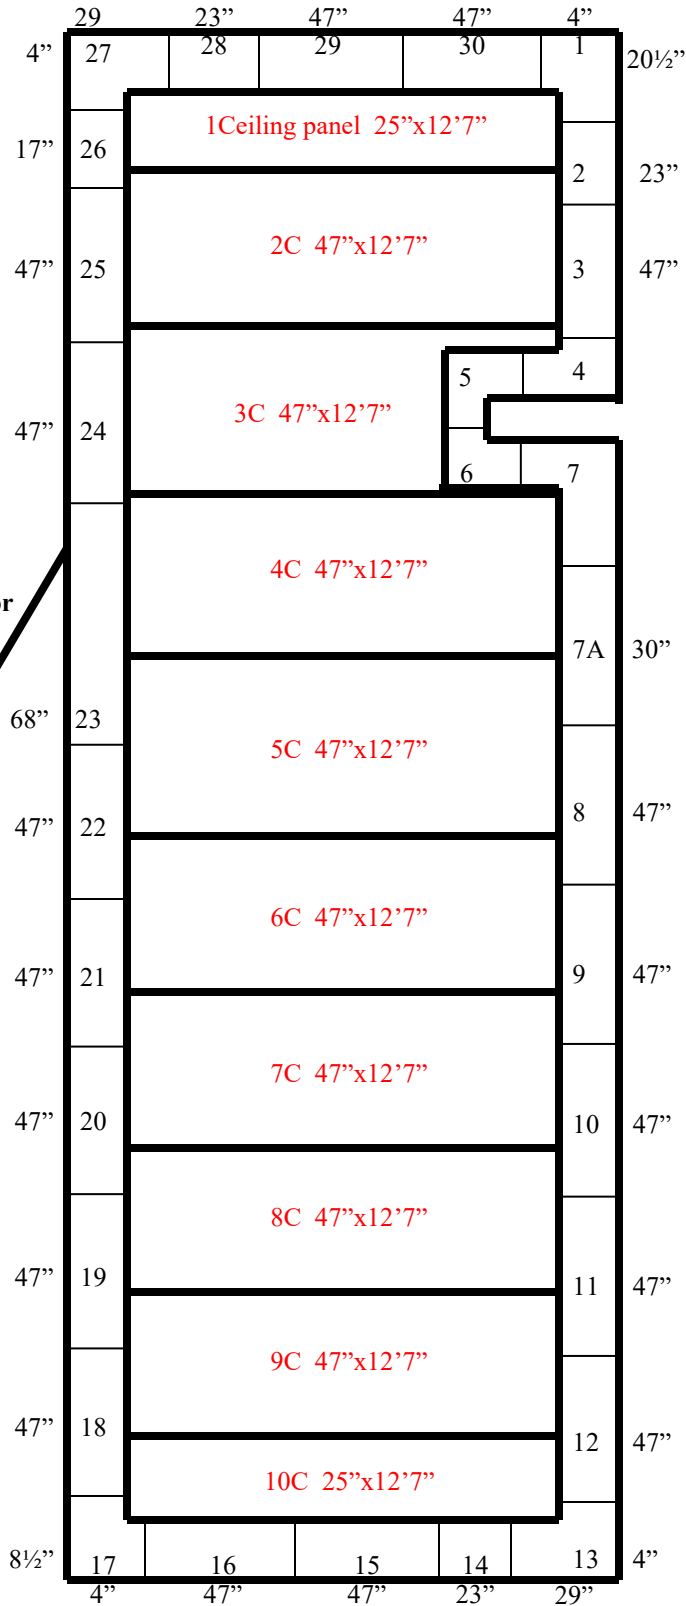 29 23” 47” 47” 4”
4” 27 28 29 30 1 20½”
1Ceiling panel 25”x12’7”
17” 26 2 23”
2C 47”x12’7”
47” 25 3 47”
5 4
3C 47”x12’7”
47” 24
6 7
4C 47”x12’7”
or
7A 30”
68” 23
5C 47”x12’7”
47” 22 8 47”
6C 47”x12’7”
47” 21 9 47”
7C 47”x12’7”
47” 20 10 47”
8C 47”x12’7”
47” 19 11 47”
9C 47”x12’7”
47” 18 12 47”
10C 25”x12’7”
8½” 17 16 15 14 13 4”
4” 47” 47” 23” 29”